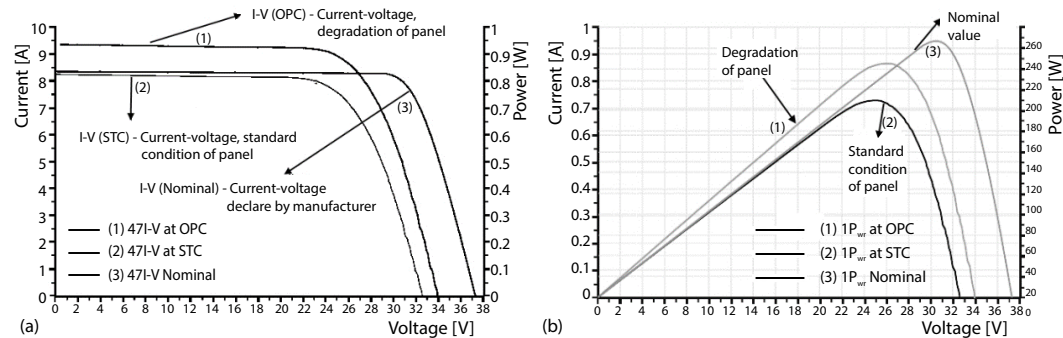 I-V (OPC) - Current-voltage,
degradation of panel
Current [A]
10
9
8
7
6
5
4
3
2
1
0
(1)
(2)
(3)
I-V (STC) - Current-voltage, standard
condition of panel
I-V (Nominal) - Current-voltage
declare by manufacturer
(1) 47I-V at OPC
(2) 47I-V at STC
(3) 47I-V Nominal
1
0.9
0.8
0.7
0.6
0.5
0.4
0.3
0.2
0.1
0
Power [W]
0 2 4 6 8 10 12 14 16 18 20 22 24 26 28 30 32 34 36 38
(a)
Voltage [V]
Current [A]
1
0.9
0.8
0.7
0.6
0.5
0.4
0.3
0.2
0.1
0
Degradation
of panel
Nominal
value
(3)
(1)
(2)
Standard
condition
of panel
(1) 1Pwr at OPC
(2) 1Pwr at STC
(3) 1Pwr Nominal
260
240
220
200
180
160
140
120
100
80
60
40
20
0
Power [W]
0 2 4 6 8 10 12 14 16 18 20 22 24 26 28 30 32 34 36 38
(b)
Voltage [V]